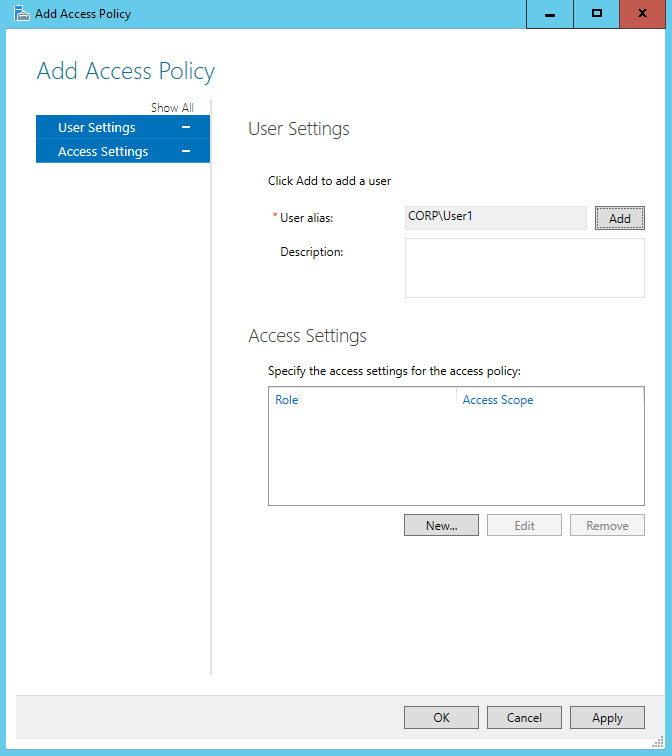 Add Access Policy
Add Access Policy
Show All
User Settings
Access Settings
User Settings
Click Add to add a user
* User alias: CORP\User1 Add
Description:
Access Settings
Specify the access settings for the access policy:
Role Access Scope
New... Edit Remove
OK Cancel Apply